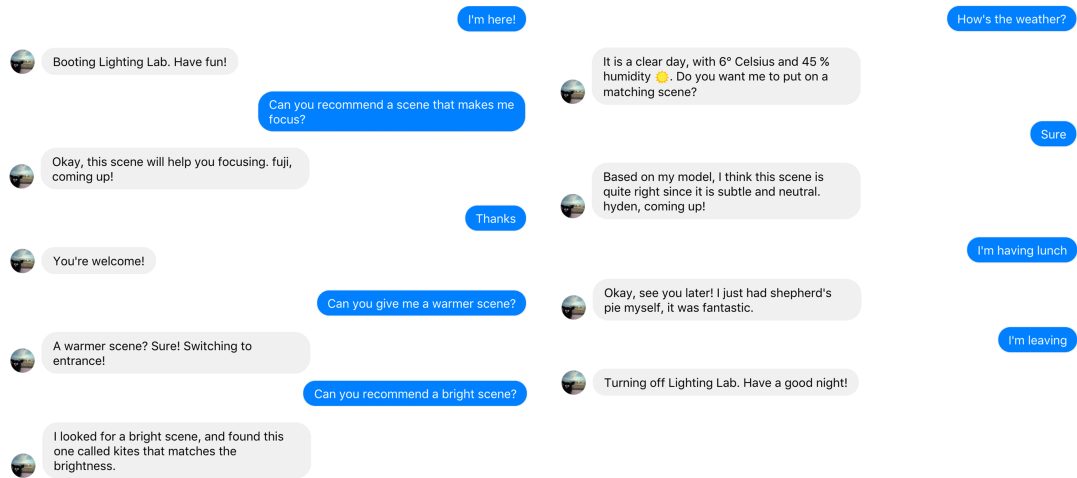 I'm here!
Booting Lighting Lab. Have fun!
Can you recommend a scene that makes me
focus?
Okay, this scene will help you focusing. fuji,
coming up!
Thanks
You're welcome!
Can you give me a warmer scene?
A warmer scene? Sure! Switching to
entrance!
Can you recommend a bright scene?
I looked for a bright scene, and found this
one called kites that matches the
brightness.
How's the weather?
It is a clear day, with 6° Celsius and 45 %
humidity ☀️. Do you want me to put on a
matching scene?
Sure
Based on my model, I think this scene is
quite right since it is subtle and neutral.
hyden, coming up!
I'm having lunch
Okay, see you later! I just had shepherd's
pie myself, it was fantastic.
I'm leaving
Turning off Lighting Lab. Have a good night!